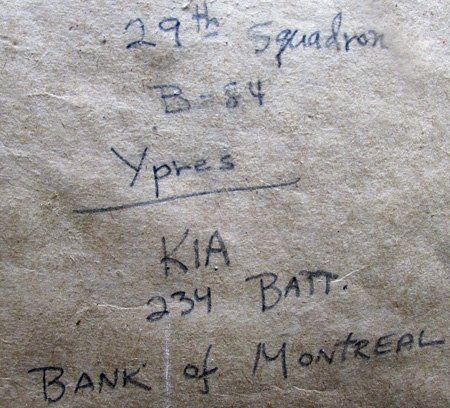 29th Squadron
B-84
Ypres
KIA
234 BATT.
BANK of MONTREAL